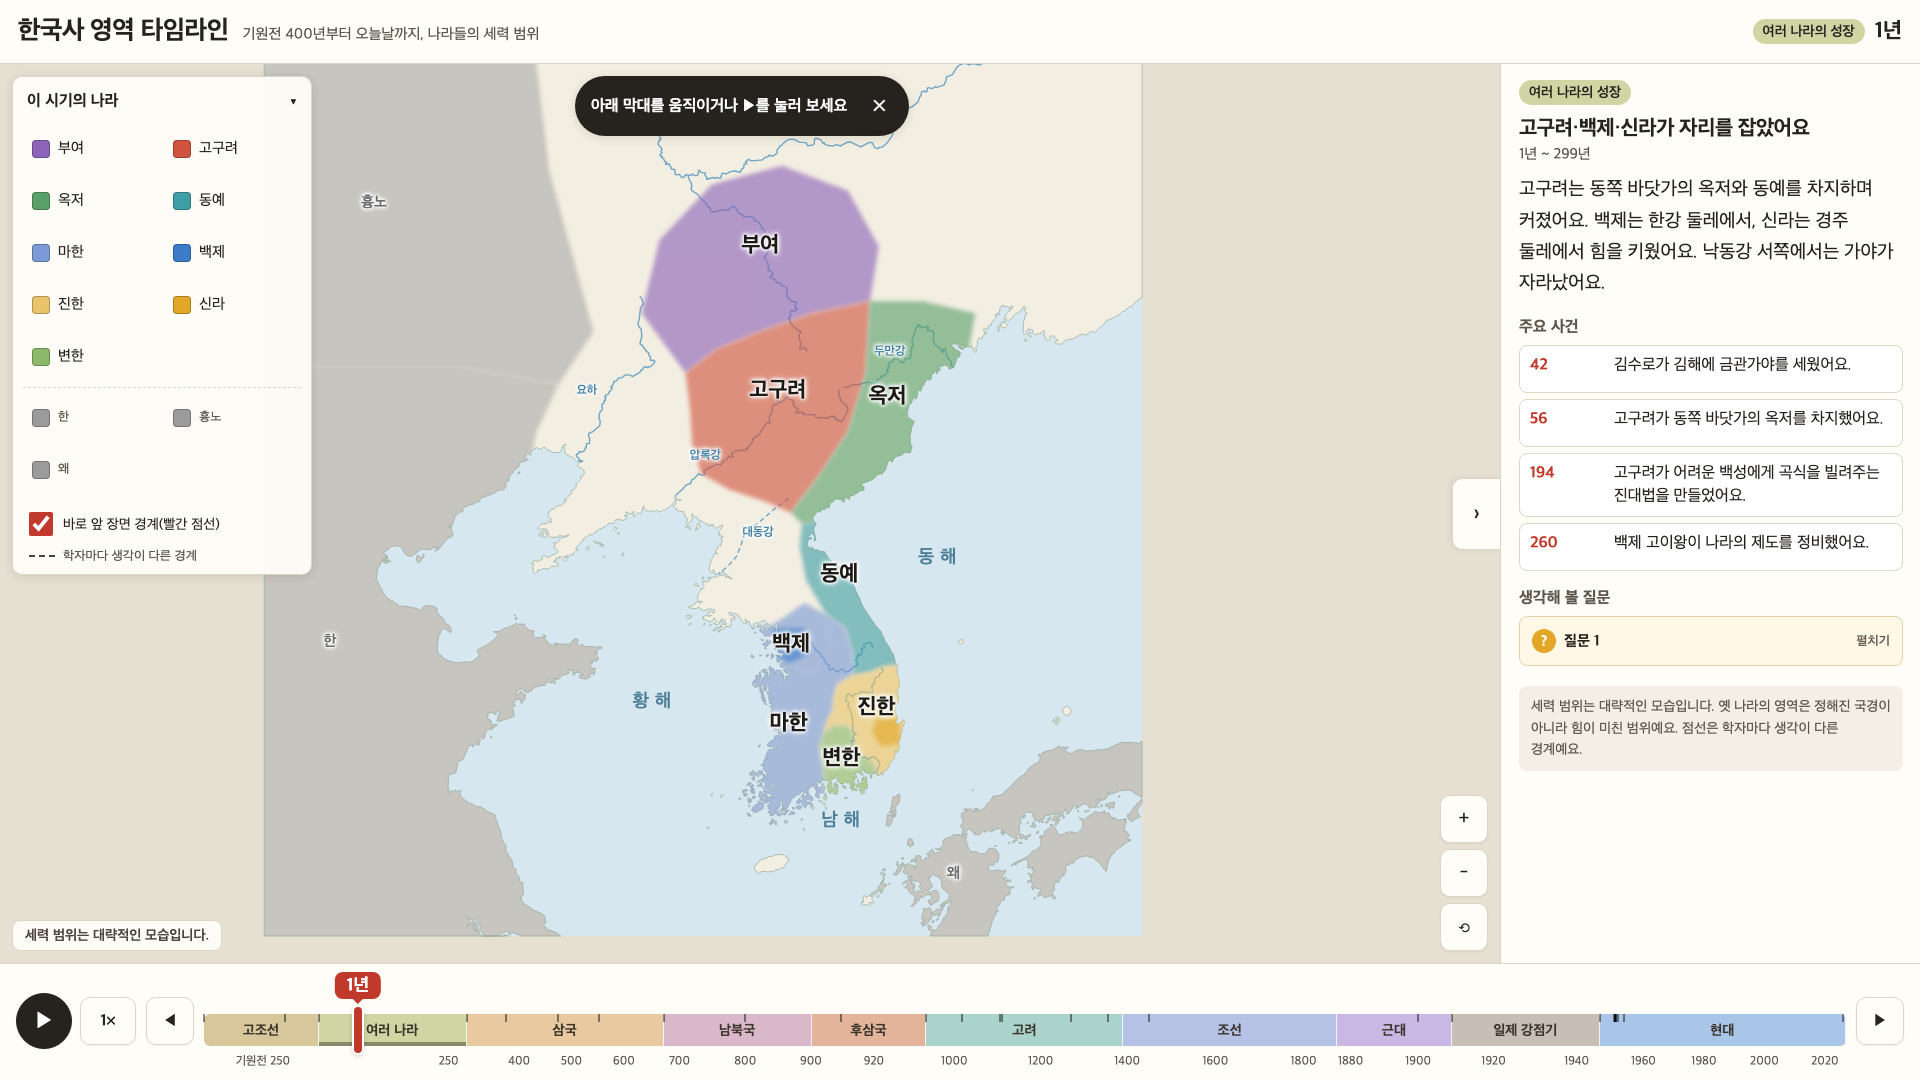 한국사 영역 타임라인
기원전 400년부터 오늘날까지, 나라들의 세력 범위
여러 나라의 성장
1년
이 시기의 나라
▼
부여
고구려
옥저
동예
마한
백제
진한
신라
변한
한
흉노
왜
바로 앞 장면 경계(빨간 점선)
학자마다 생각이 다른 경계
아래 막대를 움직이거나 ▶를 눌러 보세요
✕
흉노
부여
두만강
고구려
옥저
요하
압록강
대동강
동 해
동예
한
백제
황 해
진한
마한
변한
남 해
왜
세력 범위는 대략적인 모습입니다.
›
+
−
⟲
여러 나라의 성장
고구려·백제·신라가 자리를 잡았어요
1년 ~ 299년
고구려는 동쪽 바닷가의 옥저와 동예를 차지하며
커졌어요. 백제는 한강 둘레에서, 신라는 경주
둘레에서 힘을 키웠어요. 낙동강 서쪽에서는 가야가
자라났어요.
주요 사건
42 김수로가 김해에 금관가야를 세웠어요.
56 고구려가 동쪽 바닷가의 옥저를 차지했어요.
194 고구려가 어려운 백성에게 곡식을 빌려주는
진대법을 만들었어요.
260 백제 고이왕이 나라의 제도를 정비했어요.
생각해 볼 질문
? 질문 1 펼치기
세력 범위는 대략적인 모습입니다. 옛 나라의 영역은 정해진 국경이
아니라 힘이 미친 범위예요. 점선은 학자마다 생각이 다른
경계예요.
1년
▶
1×
◀
고조선 여러 나라 삼국 남북국 후삼국 고려 조선 근대 일제 강점기 현대
▶
기원전 250 250 400 500 600 700 800 900 920 1000 1200 1400 1600 1800 1880 1900 1920 1940 1960 1980 2000 2020